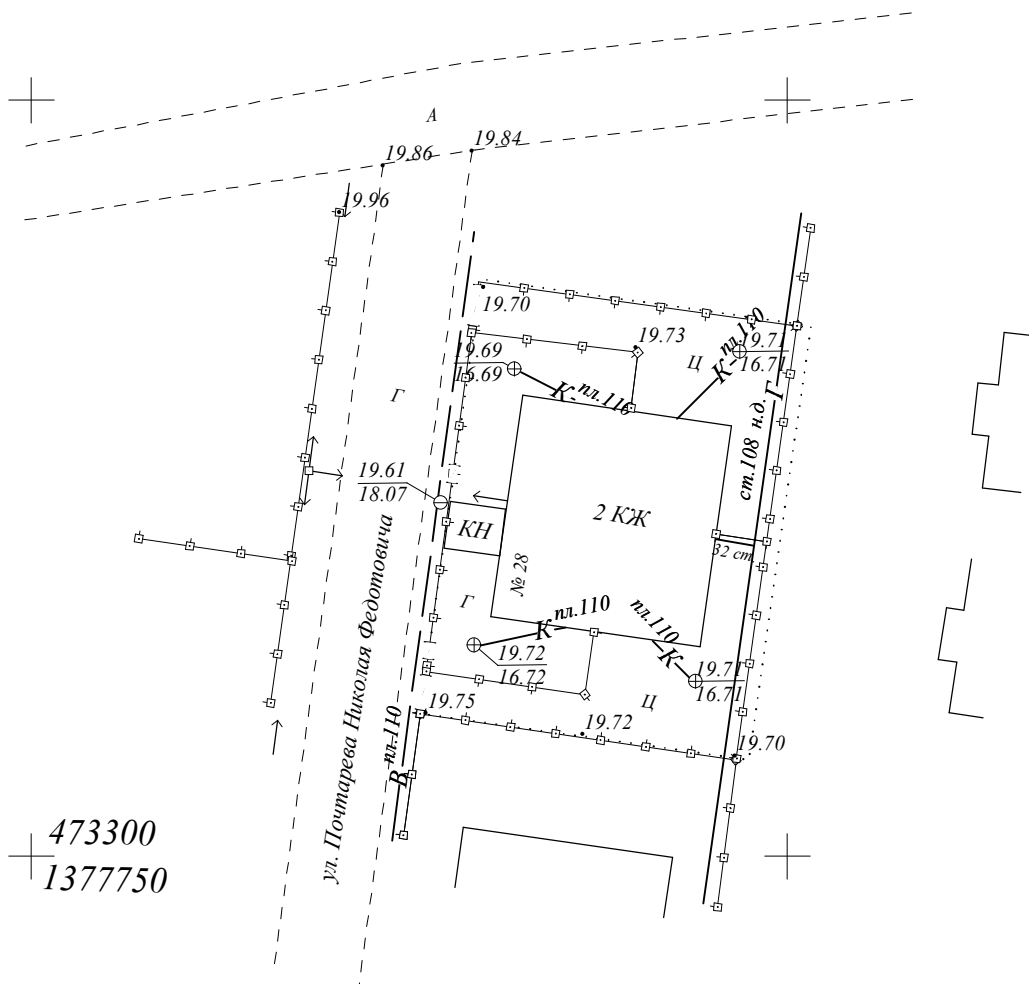 А
19.84
19.86
19.96
19.70
19.73
19.71
16.71
Ц
К
пл.110
19.69
16.69
К
пл.110
Г
Г
ст.108 н.д.
19.61
18.07
2 КЖ
КН
№ 28
32 ст.
Г
К
пл.110
пл.110
К
19.72
16.72
19.71
16.71
Ц
19.75
19.72
19.70
В
пл.110
ул. Почтарева Николая Федотовича
473300
1377750